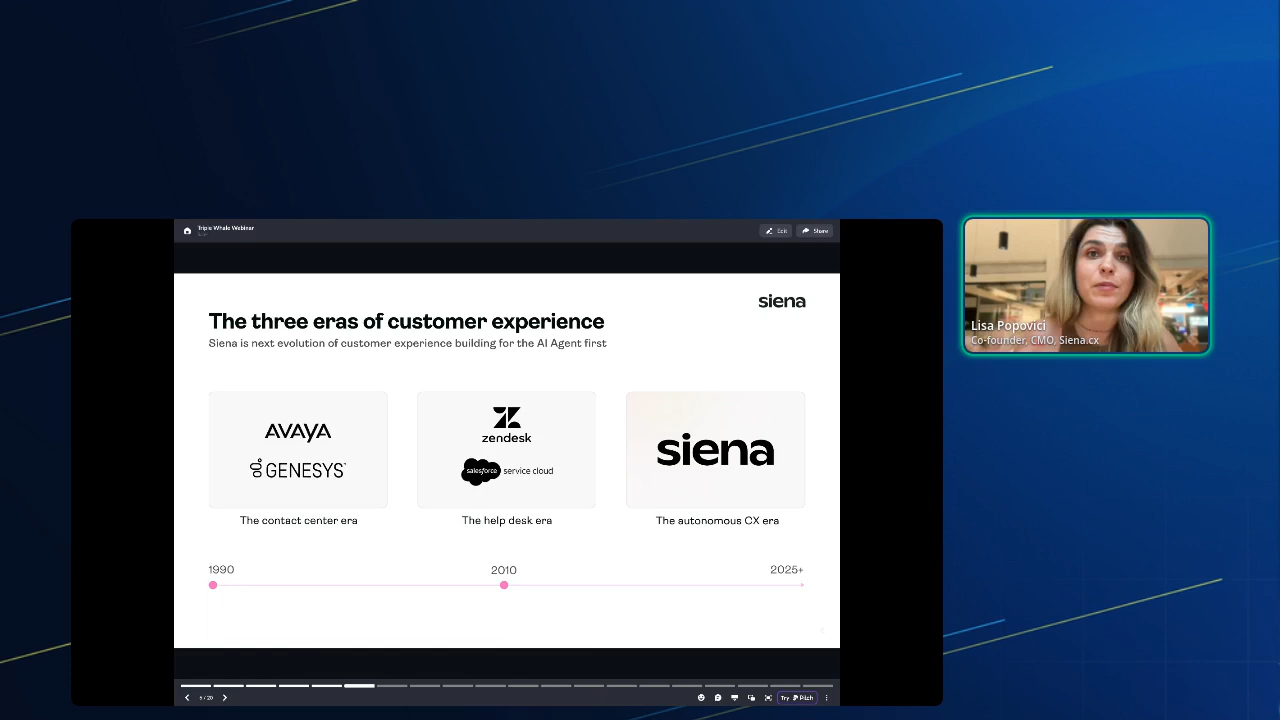 Triple Whale Webinar
Edit
Share
siena
The three eras of customer experience
Siena is next evolution of customer experience building for the AI Agent first
AVAYA
GENESYS
zendesk
salesforce service cloud
siena
The contact center era
The help desk era
The autonomous CX era
1990
2010
2025+
Try Pitch
Lisa Popovici
Co-founder, CMO, Siena.cx